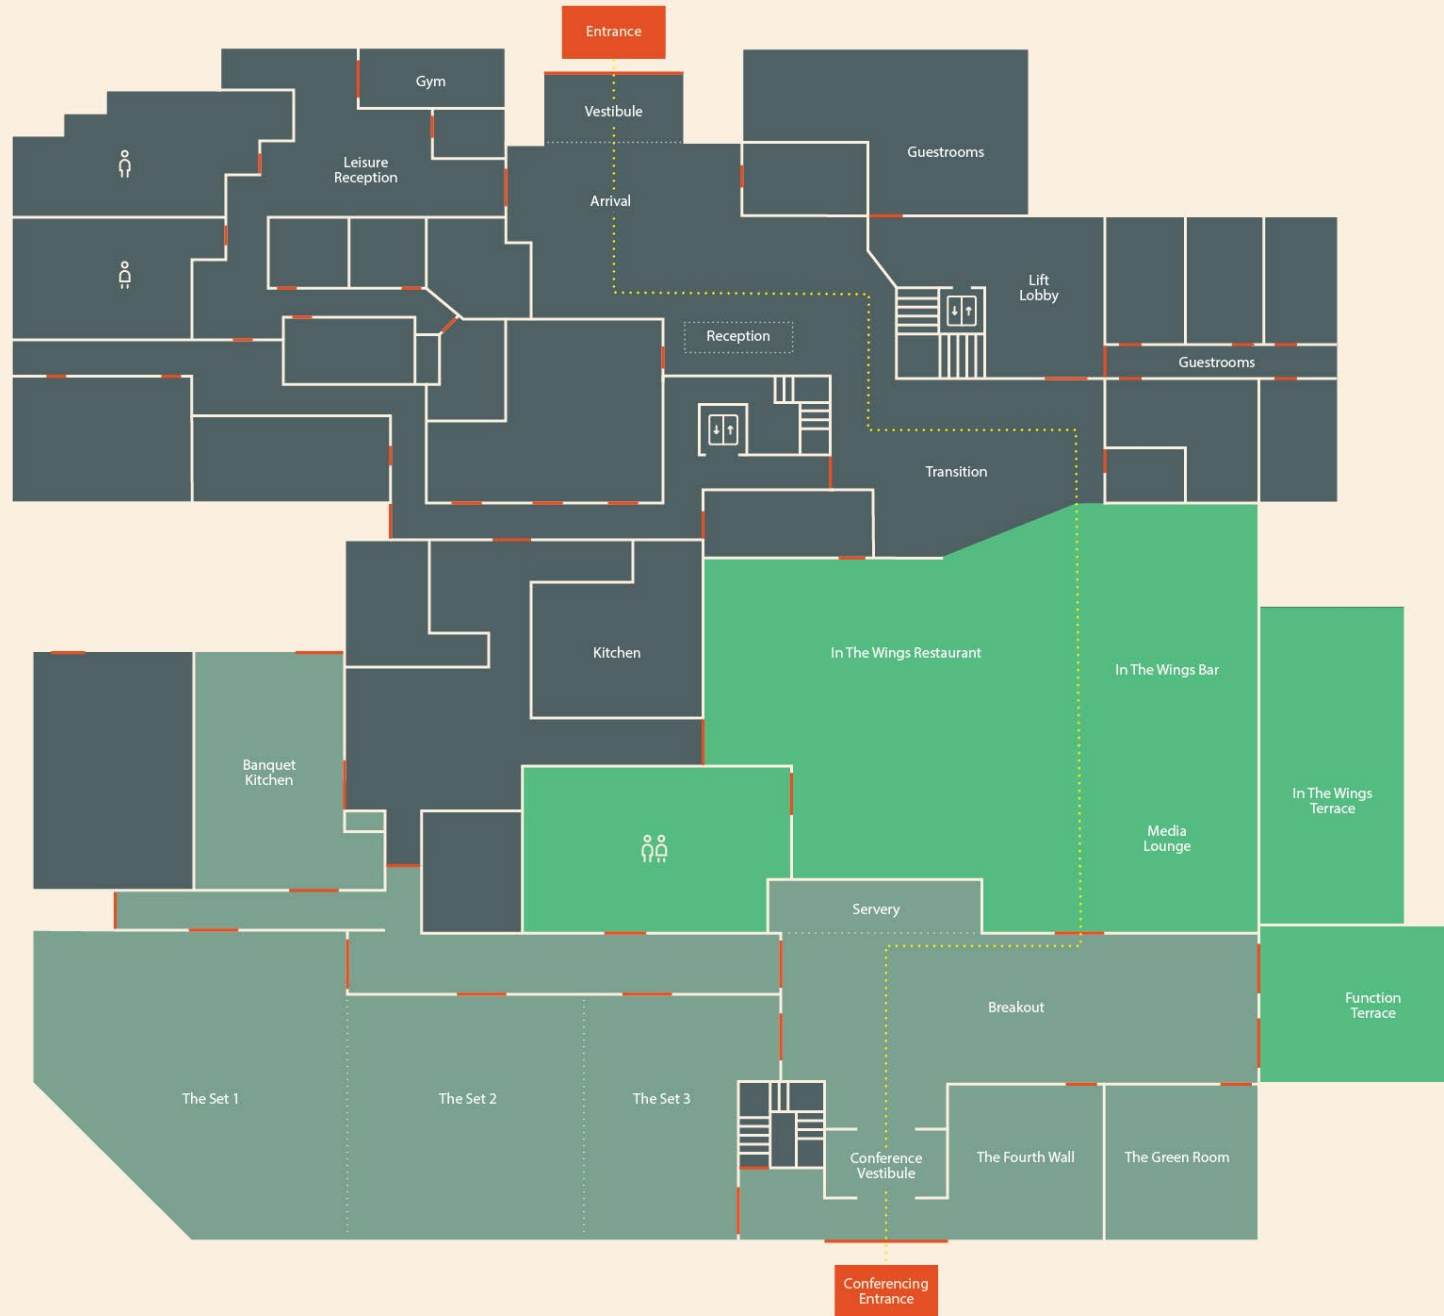 Entrance
Gym
Vestibule
Leisure
Reception
Guestrooms
Arrival
Lift
Lobby
Reception
Guestrooms
Transition
Kitchen
In The Wings Restaurant
In The Wings Bar
Banquet
Kitchen
In The Wings
Terrace
Media
Lounge
Servery
Breakout
Function
Terrace
The Set 1
The Set 2
The Set 3
Conference
Vestibule
The Fourth Wall
The Green Room
Conferencing
Entrance